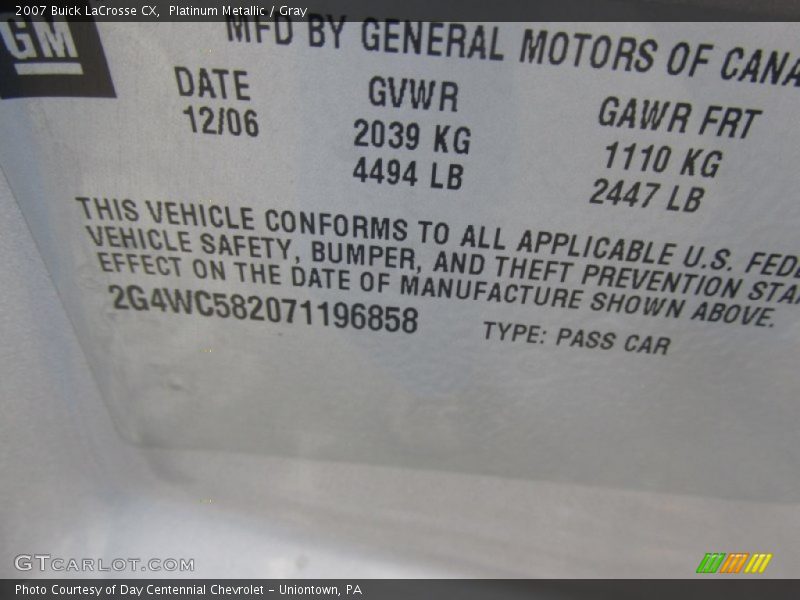 2007 Buick LaCrosse CX, Platinum Metallic / Gray
GM
MFD BY GENERAL MOTORS OF CANA
DATE GVWR GAWR FRT
12/06 2039 KG 1110 KG
4494 LB 2447 LB
THIS VEHICLE CONFORMS TO ALL APPLICABLE U.S. FEDE
VEHICLE SAFETY, BUMPER, AND THEFT PREVENTION STA
EFFECT ON THE DATE OF MANUFACTURE SHOWN ABOVE.
2G4WC582071196858 TYPE: PASS CAR
GTCARLOT.COM
Photo Courtesy of Day Centennial Chevrolet - Uniontown, PA